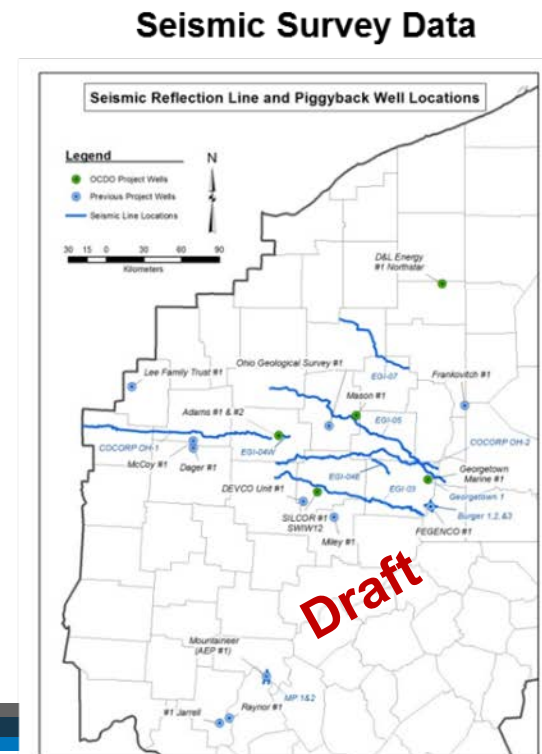 Seismic Survey Data
Seismic Reflection Line and Piggyback Well Locations
Legend
N
OCDO Project Wells
Previous Project Wells
Seismic Line Locations
30 15 0 30 60 90
Kilometers
D&L Energy
#1 Northstar
Ohio Geological Survey #1
EGI-07
Frankovitch #1
Lee Family Trust #1
Mason #1
Adams #1 & #2
EGI-05
COCORP OH-1
EGI-04W
COCORP OH-2
McCoy #1
Dager #1
EGI-04E
EGI-03
Georgetown
Marine #1
DEVCO Unit #1
Georgetown 1
SILCOR #1
SWIW12
Burger 1,2,&3
FEGENCO #1
Miley #1
Draft
Mountaineer
(AEP #1)
MP 1&2
#1 Jarrell
Raynor #1